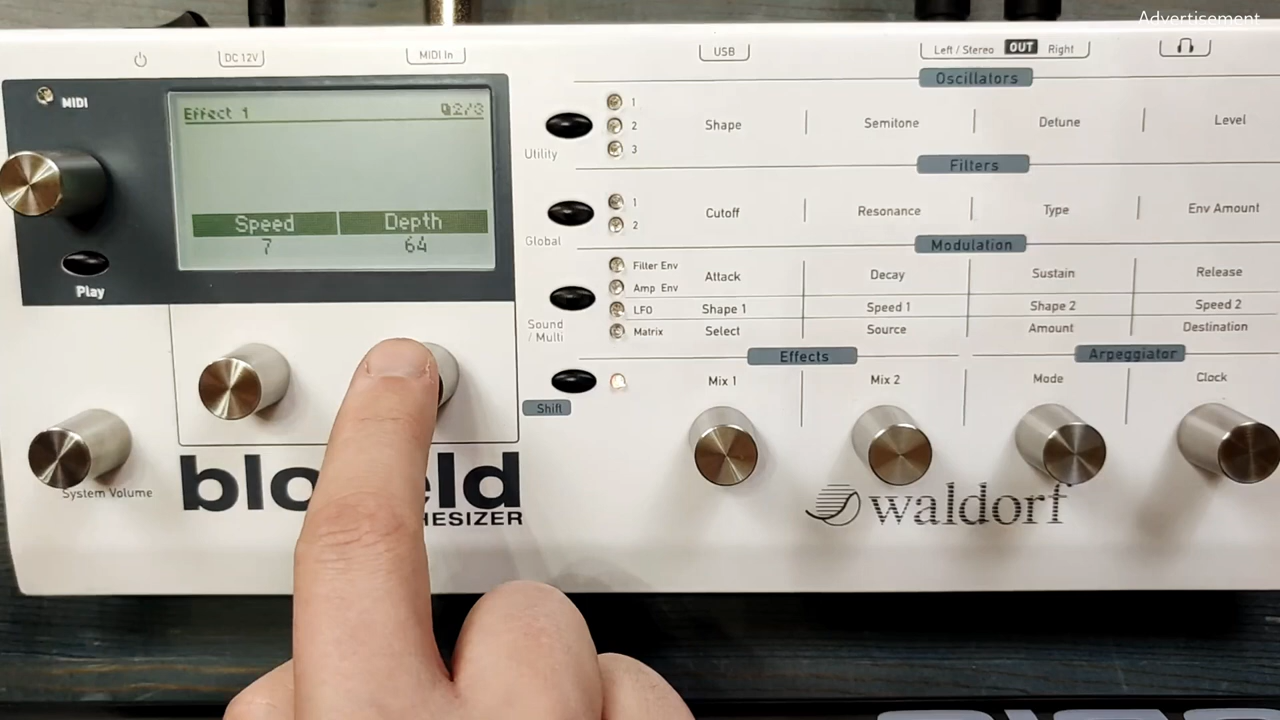 Advertisement
DC 12V
MIDI In
USB
Left / Stereo OUT Right
MIDI
Effect 1
2/3
Speed Depth
7 64
Play
System Volume
Utility
Global
Sound
/ Multi
Shift
Oscillators
1
2
3
Shape Semitone Detune Level
Filters
1
2
Cutoff Resonance Type Env Amount
Modulation
Filter Env
Amp Env
LFO
Matrix
Attack Decay Sustain Release
Shape 1 Speed 1 Shape 2 Speed 2
Select Source Amount Destination
Effects Arpeggiator
Mix 1 Mix 2 Mode Clock
waldorf